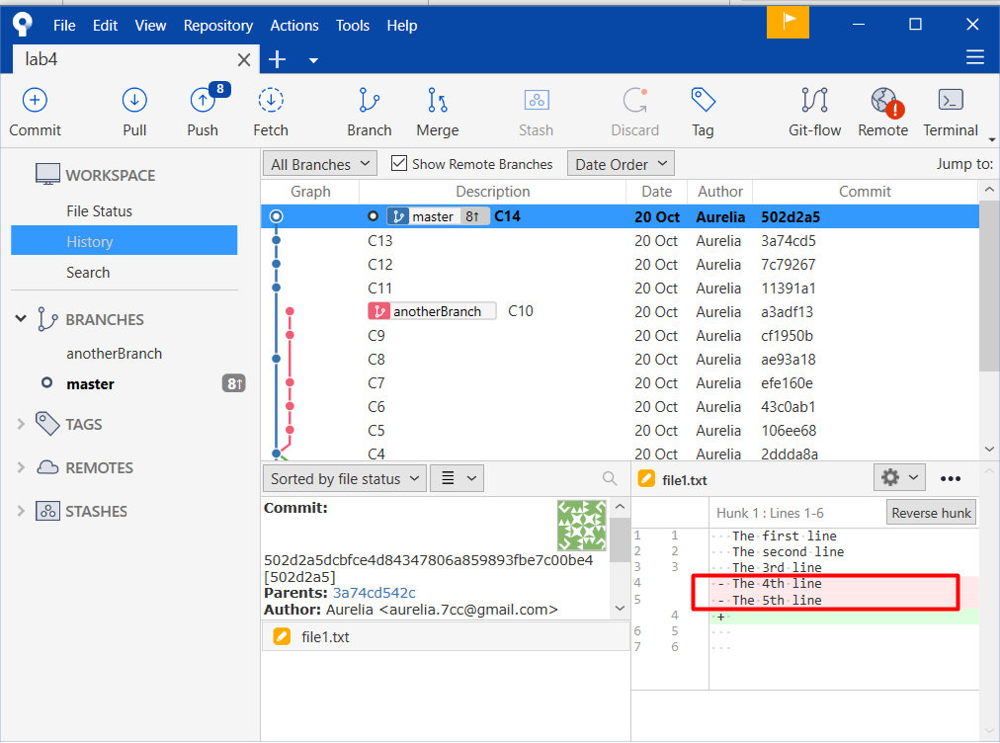 File Edit View Repository Actions Tools Help
lab4
8
Commit Pull Push Fetch Branch Merge Stash Discard Tag Git-flow Remote Terminal
WORKSPACE
File Status
History
Search
BRANCHES
anotherBranch
master 8↑
TAGS
REMOTES
STASHES
All Branches Show Remote Branches Date Order Jump to:
Graph Description Date Author Commit
master 8↑ C14 20 Oct Aurelia 502d2a5
C13 20 Oct Aurelia 3a74cd5
C12 20 Oct Aurelia 7c79267
C11 20 Oct Aurelia 11391a1
anotherBranch C10 20 Oct Aurelia a3adf13
C9 20 Oct Aurelia cf1950b
C8 20 Oct Aurelia ae93a18
C7 20 Oct Aurelia efe160e
C6 20 Oct Aurelia 43c0ab1
C5 20 Oct Aurelia 106ee68
C4 20 Oct Aurelia 2ddda8a
Sorted by file status
Commit:
502d2a5dcbfce4d84347806a859893fbe7c00be4
[502d2a5]
Parents: 3a74cd542c
Author: Aurelia <aurelia.7cc@gmail.com>
file1.txt
file1.txt
Hunk 1 : Lines 1-6 Reverse hunk
1 1 The first line
2 2 The second line
3 3 The 3rd line
4 - The 4th line
5 - The 5th line
4 +
6 5
7 6